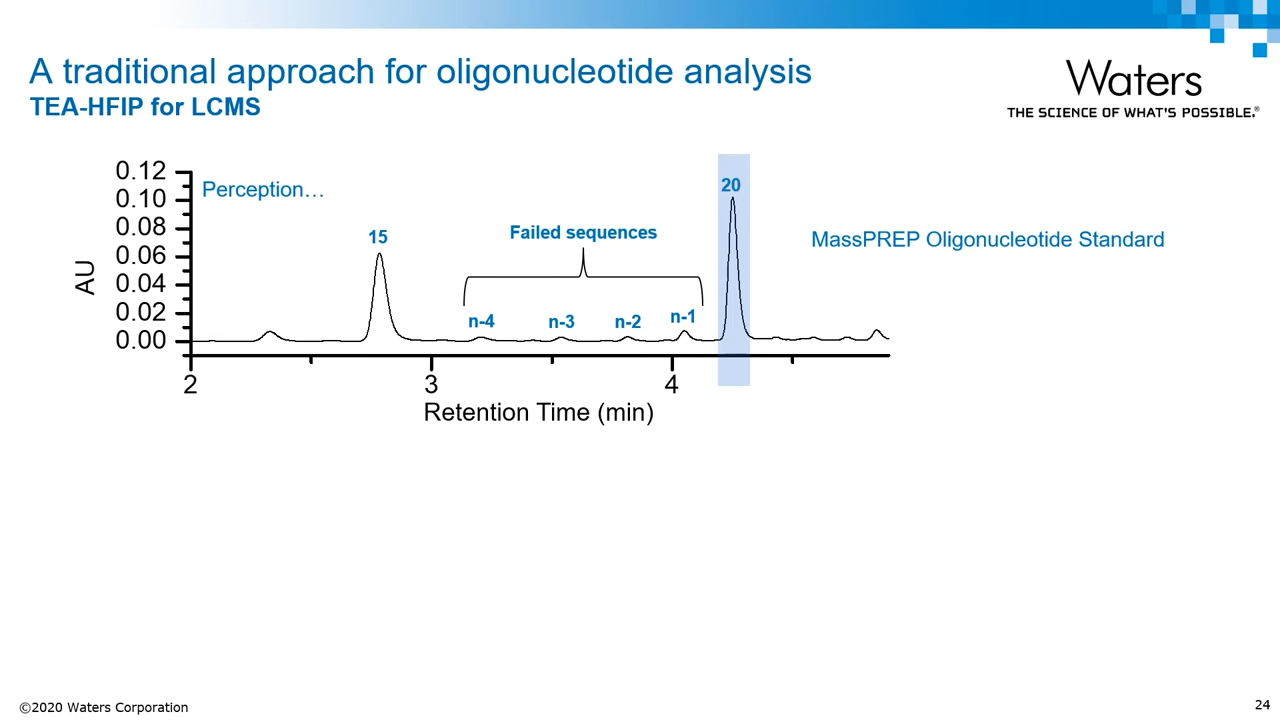 A traditional approach for oligonucleotide analysis
TEA-HFIP for LCMS
Waters
THE SCIENCE OF WHAT'S POSSIBLE.®
0.12
0.10
0.08
0.06
0.04
0.02
0.00
AU
Perception…
15
Failed sequences
n-4
n-3
n-2
n-1
20
MassPREP Oligonucleotide Standard
2
3
4
Retention Time (min)
©2020 Waters Corporation
24